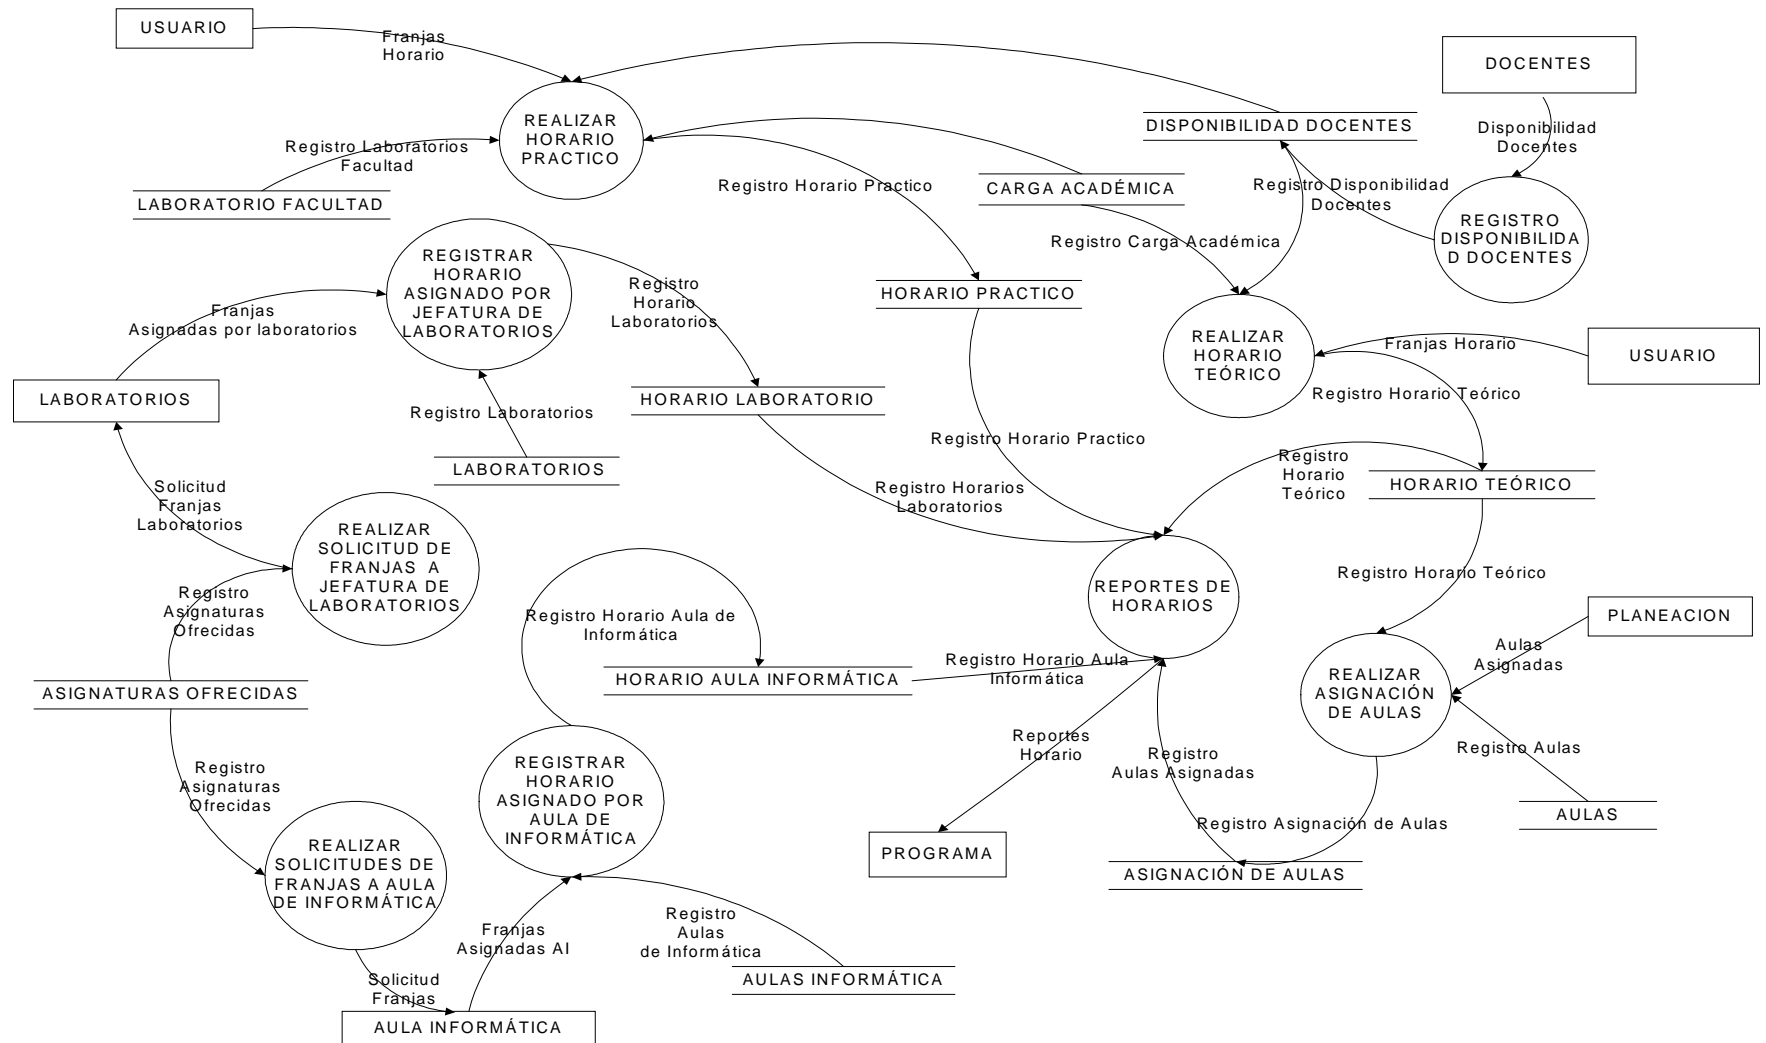 USUARIO
Franjas
Horario
DOCENTES
REALIZAR
HORARIO
PRACTICO
DISPONIBILIDAD DOCENTES
Disponibilidad
Docentes
Registro Laboratorios
Facultad
LABORATORIO FACULTAD
Registro Horario Practico
CARGA ACADÉMICA
Registro Disponibilidad
Docentes
REGISTRO
DISPONIBILIDA
D DOCENTES
Registro Carga Académica
REGISTRAR
HORARIO
ASIGNADO POR
JEFATURA DE
LABORATORIOS
Registro
Horario
Laboratorios
HORARIO PRACTICO
Franjas
Asignadas por laboratorios
REALIZAR
HORARIO
TEÓRICO
Franjas Horario
USUARIO
LABORATORIOS
Registro Laboratorios
HORARIO LABORATORIO
Registro Horario Teórico
Registro Horario Practico
LABORATORIOS
Registro
Horario
Teórico
HORARIO TEÓRICO
Solicitud
Franjas
Laboratorios
Registro Horarios
Laboratorios
REALIZAR
SOLICITUD DE
FRANJAS A
JEFATURA DE
LABORATORIOS
REPORTES DE
HORARIOS
Registro Horario Teórico
Registro
Asignaturas
Ofrecidas
Registro Horario Aula de
Informática
PLANEACION
Aulas
Asignadas
ASIGNATURAS OFRECIDAS
HORARIO AULA INFORMÁTICA
Registro Horario Aula
Informática
REALIZAR
ASIGNACIÓN
DE AULAS
Reportes
Horario
Registro
Aulas Asignadas
Registro Aulas
Registro
Asignaturas
Ofrecidas
REGISTRAR
HORARIO
ASIGNADO POR
AULA DE
INFORMÁTICA
AULAS
Registro Asignación de Aulas
REALIZAR
SOLICITUDES DE
FRANJAS A AULA
DE INFORMÁTICA
PROGRAMA
ASIGNACIÓN DE AULAS
Franjas
Asignadas AI
Registro
Aulas
de Informática
AULAS INFORMÁTICA
Solicitud
Franjas
AULA INFORMÁTICA